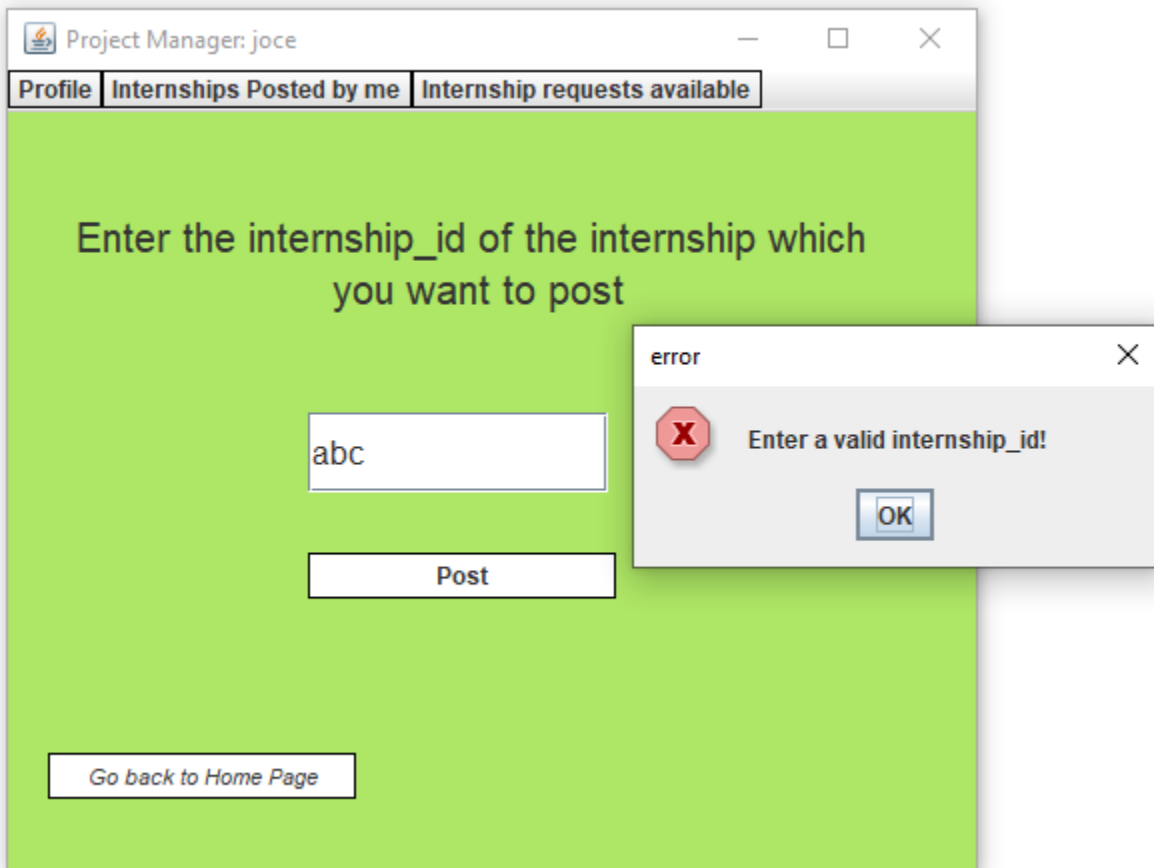 Project Manager: joce
Profile Internships Posted by me Internship requests available
Enter the internship_id of the internship which
you want to post
error
Enter a valid internship_id!
OK
abc
Post
Go back to Home Page